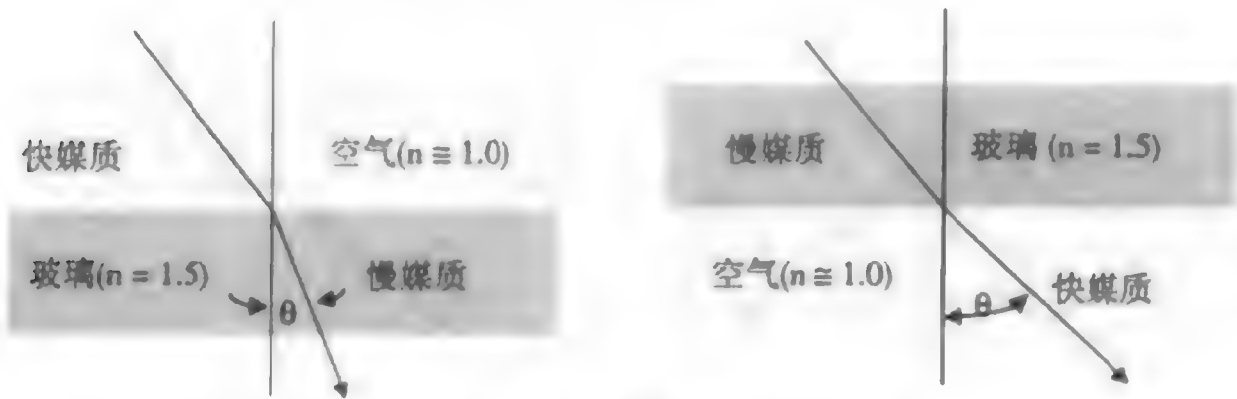 快媒质
空气(n ≅ 1.0)
玻璃(n = 1.5)
θ
慢媒质
慢媒质
玻璃 (n = 1.5)
空气(n ≅ 1.0)
θ
快媒质